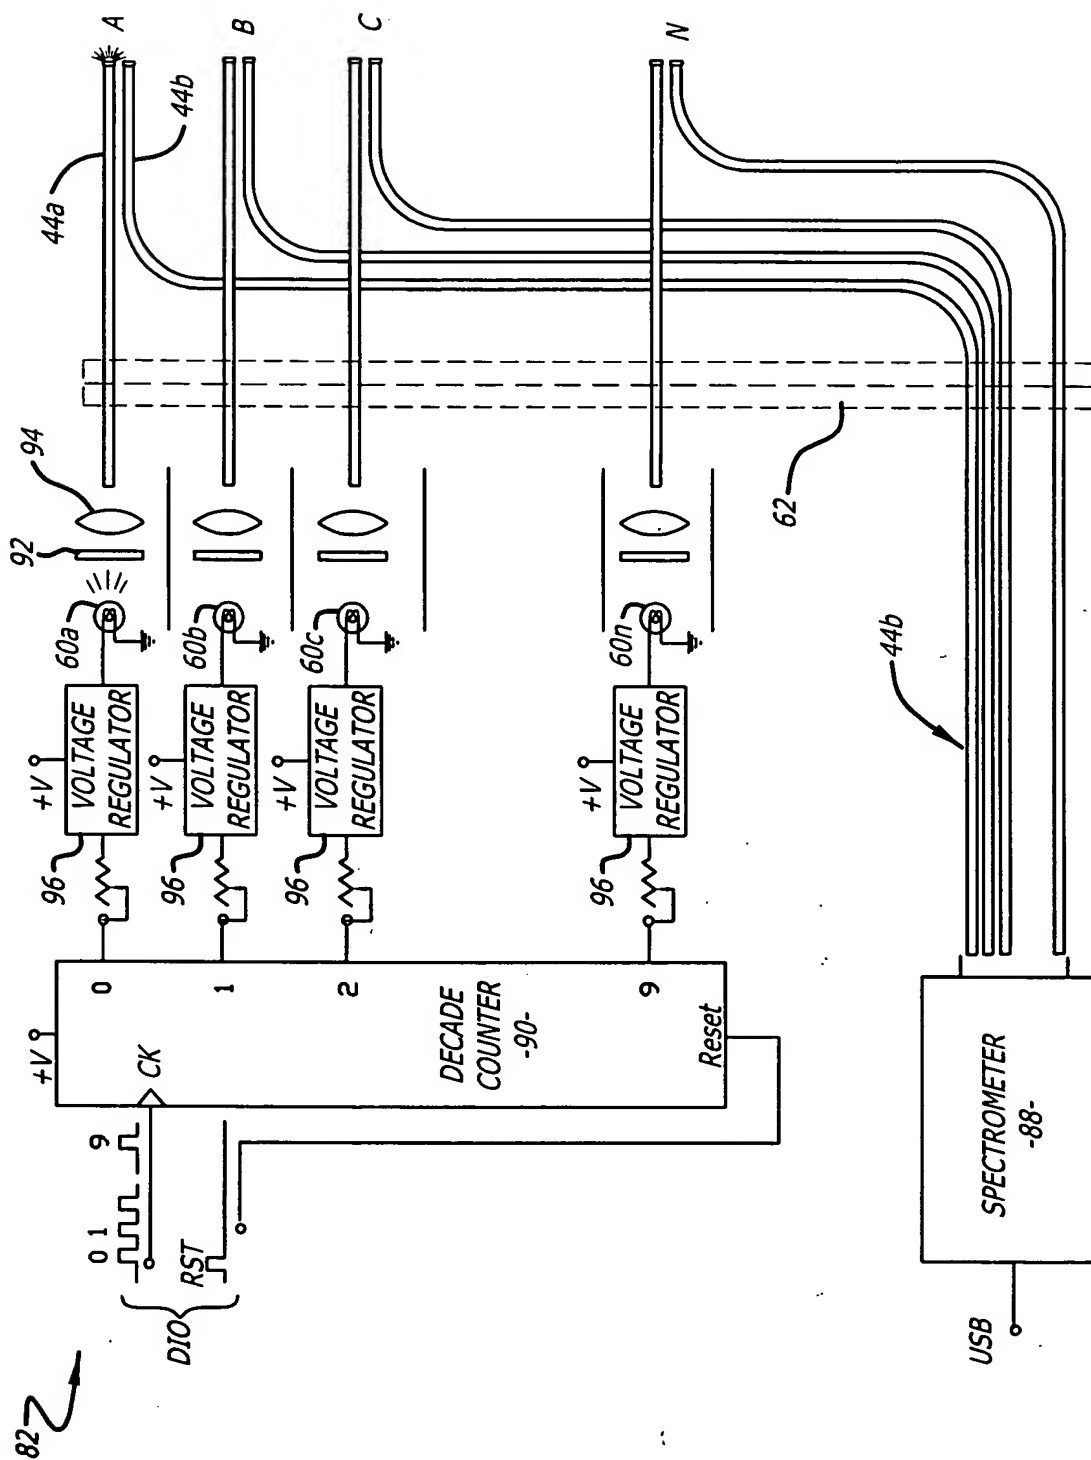 82
DIO
0 1 9
RST
+V
CK
0
1
2
9
DECADE
COUNTER
-90-
Reset
96
+V
VOLTAGE
REGULATOR
60a
92
94
44a
44b
A
96
+V
VOLTAGE
REGULATOR
60b
B
96
+V
VOLTAGE
REGULATOR
60c
C
96
+V
VOLTAGE
REGULATOR
60n
N
62
44b
USB
SPECTROMETER
-88-